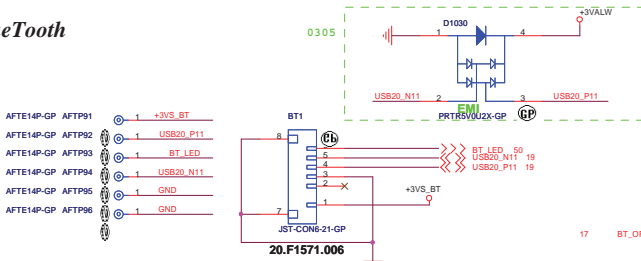 eTooth
0305
D1030
+3VALW
1
4
USB20_N11
2
3
USB20_P11
EMI
PRTR5V0U2X-GP
GP
AFTE14P-GP AFTP91 1 +3VS_BT
AFTE14P-GP AFTP92 1 USB20_P11
AFTE14P-GP AFTP93 1 BT_LED
AFTE14P-GP AFTP94 1 USB20_N11
AFTE14P-GP AFTP95 1 GND
AFTE14P-GP AFTP96 1 GND
BT1
8
5
4
3
2
1
7
BT_LED 50
USB20_N11 19
USB20_P11 19
+3VS_BT
JST-CON6-21-GP
20.F1571.006
17 BT_OF